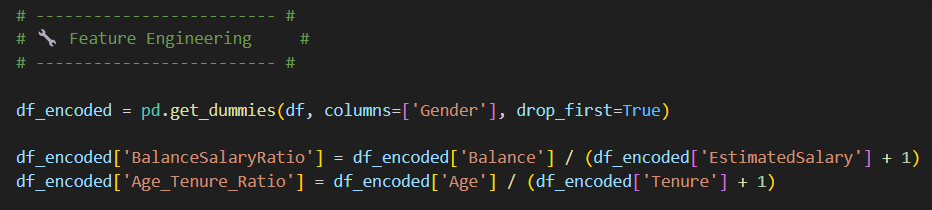 # ------------------------- #
# 🔧 Feature Engineering     #
# ------------------------- #
df_encoded = pd.get_dummies(df, columns=['Gender'], drop_first=True)
df_encoded['BalanceSalaryRatio'] = df_encoded['Balance'] / (df_encoded['EstimatedSalary'] + 1)
df_encoded['Age_Tenure_Ratio'] = df_encoded['Age'] / (df_encoded['Tenure'] + 1)